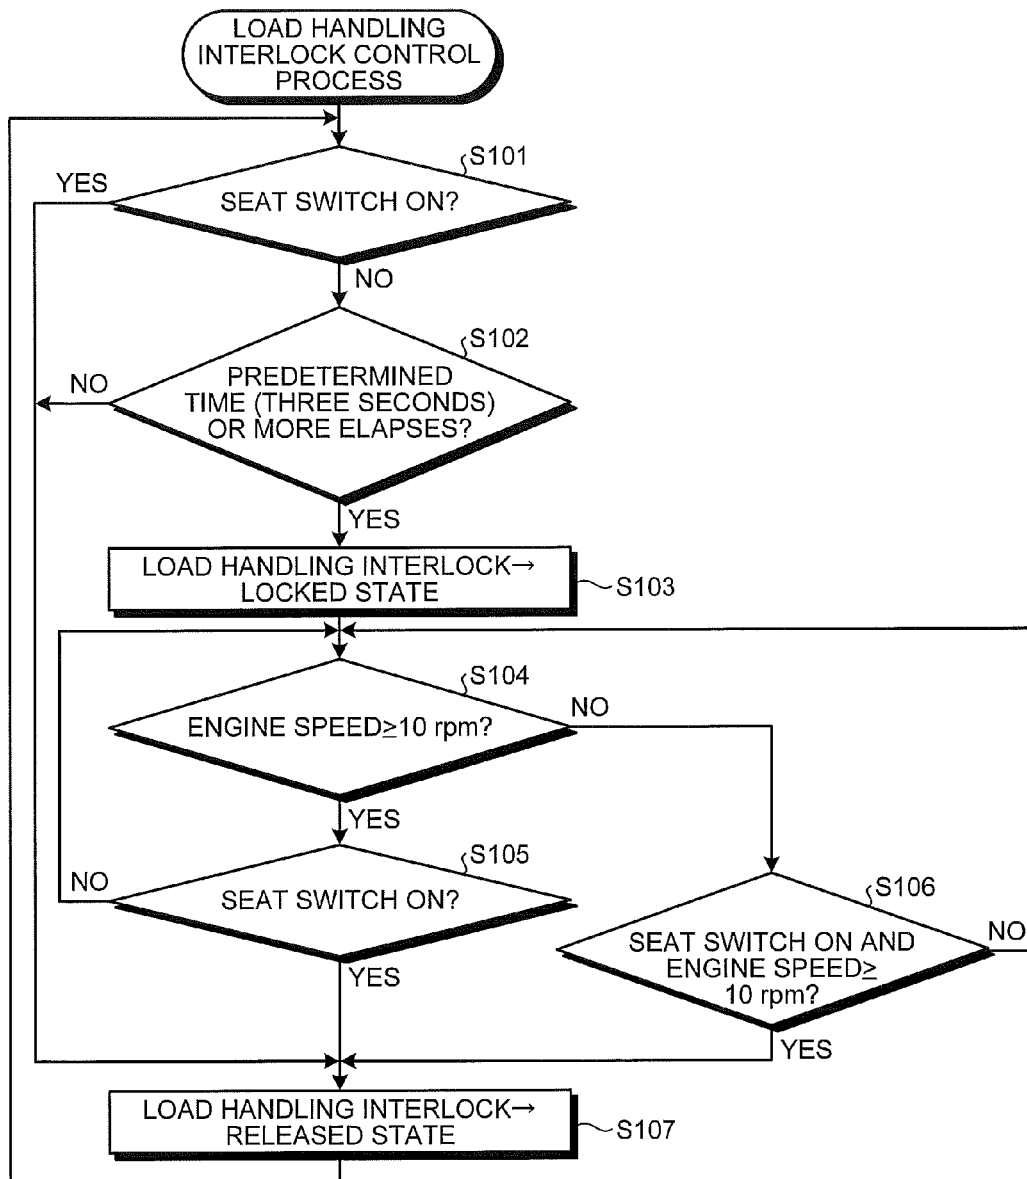 LOAD HANDLING
INTERLOCK CONTROL
PROCESS
S101
YES
SEAT SWITCH ON?
NO
S102
NO
PREDETERMINED
TIME (THREE SECONDS)
OR MORE ELAPSES?
YES
LOAD HANDLING INTERLOCK→
LOCKED STATE
S103
S104
NO
ENGINE SPEED≥10 rpm?
YES
S105
NO
SEAT SWITCH ON?
YES
S106
NO
SEAT SWITCH ON AND
ENGINE SPEED≥
10 rpm?
YES
LOAD HANDLING INTERLOCK→
RELEASED STATE
S107